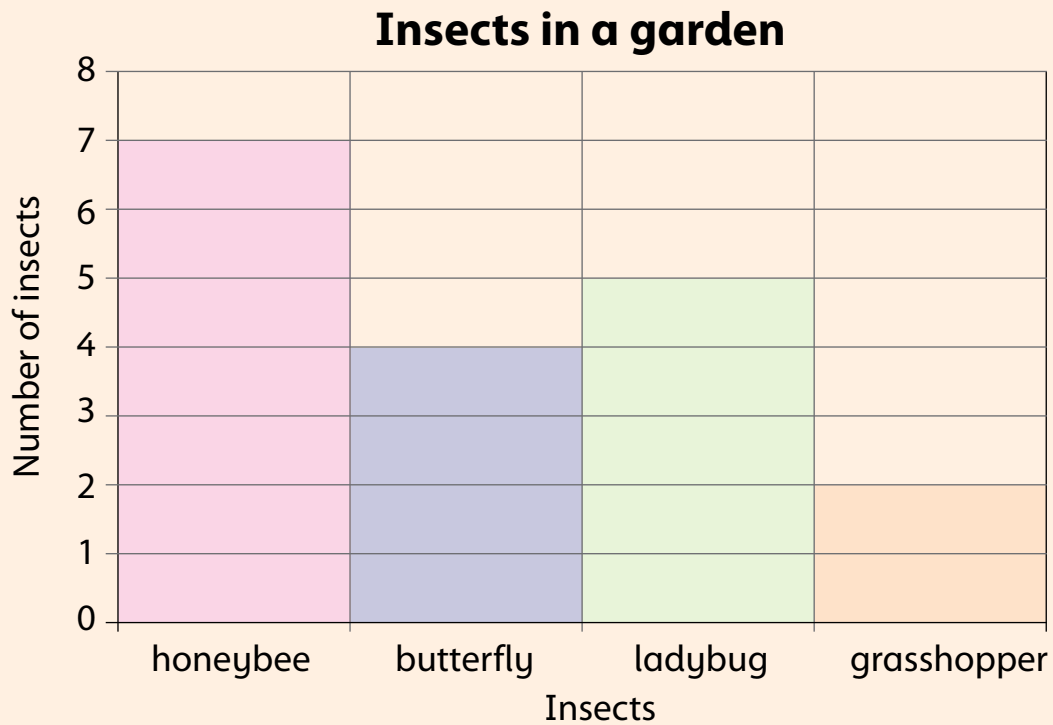 Insects in a garden
8
7
6
5
4
3
2
1
0
Number of insects
honeybee butterfly ladybug grasshopper
Insects